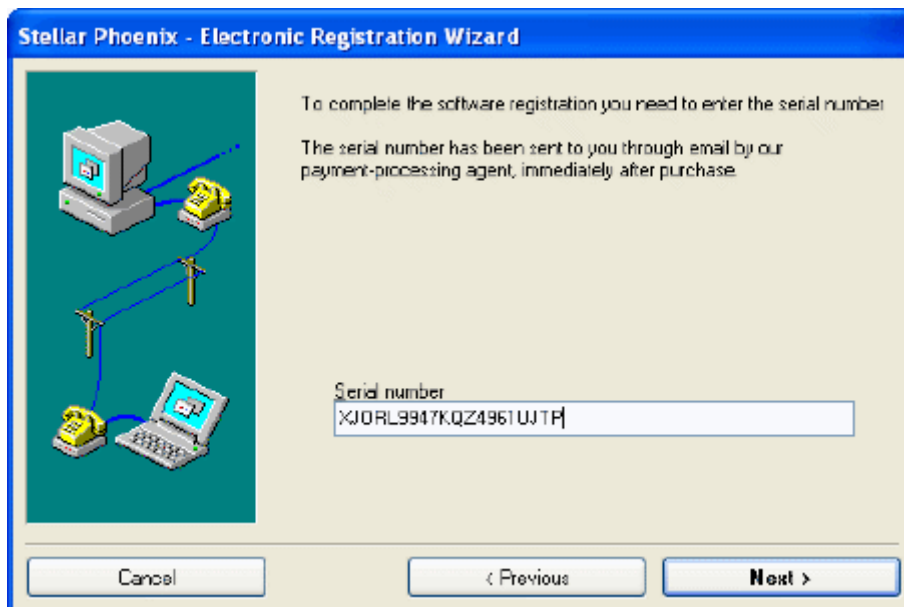 Stellar Phoenix - Electronic Registration Wizard
To complete the software registration you need to enter the serial number
The serial number has been sent to you through email by our
payment-processing agent, immediately after purchase.
Serial number
Cancel
< Previous
Next >